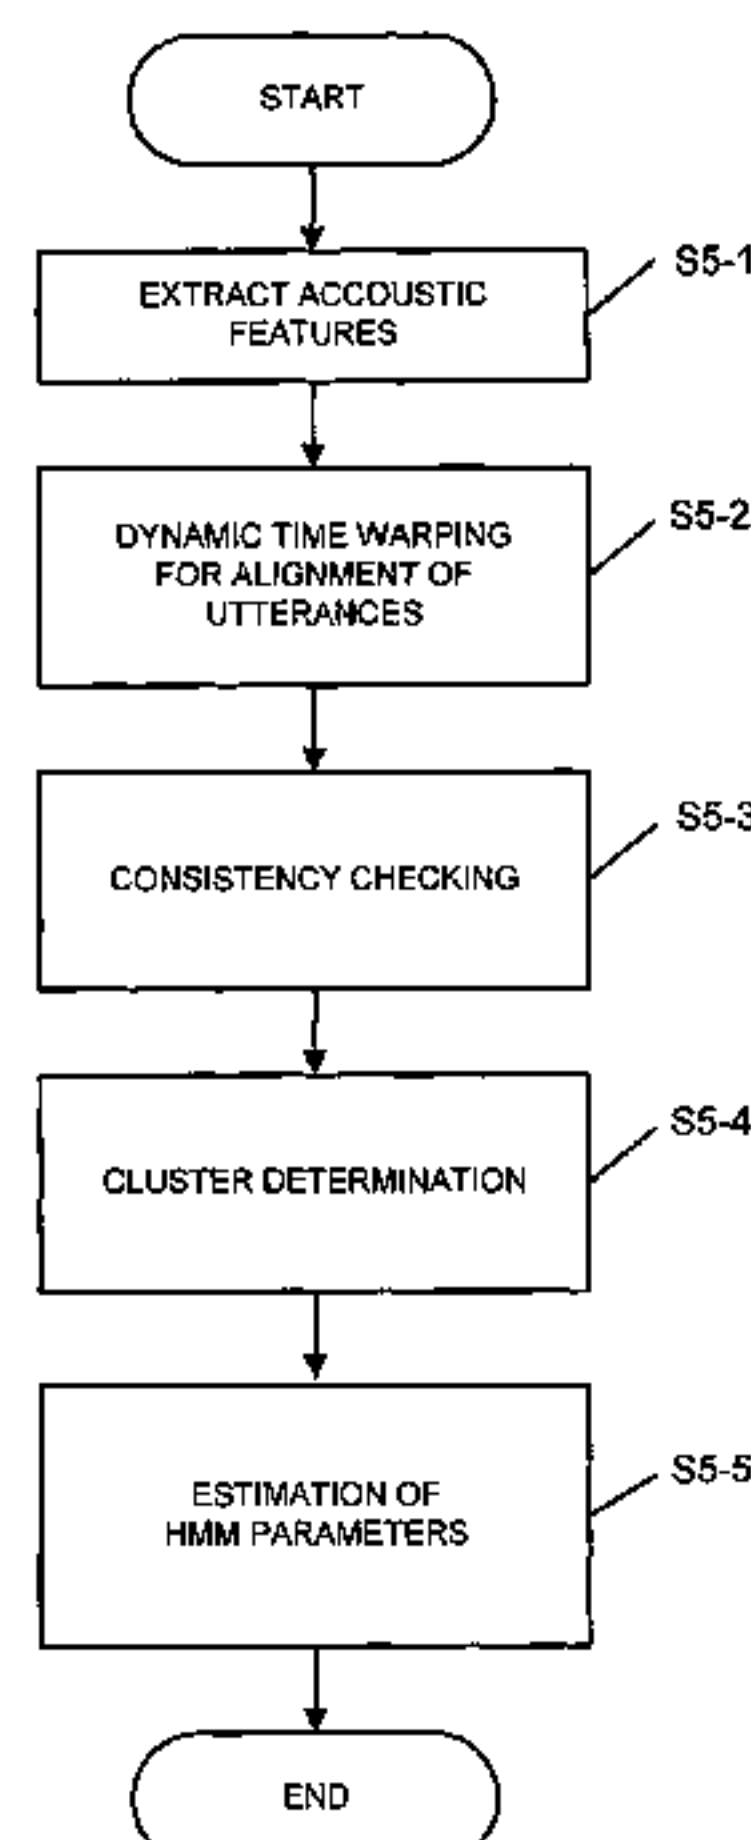 START
EXTRACT ACCOUSTIC
FEATURES
S5-1
DYNAMIC TIME WARPING
FOR ALIGNMENT OF
UTTERANCES
S5-2
CONSISTENCY CHECKING
S5-3
CLUSTER DETERMINATION
S5-4
ESTIMATION OF
HMM PARAMETERS
S5-5
END